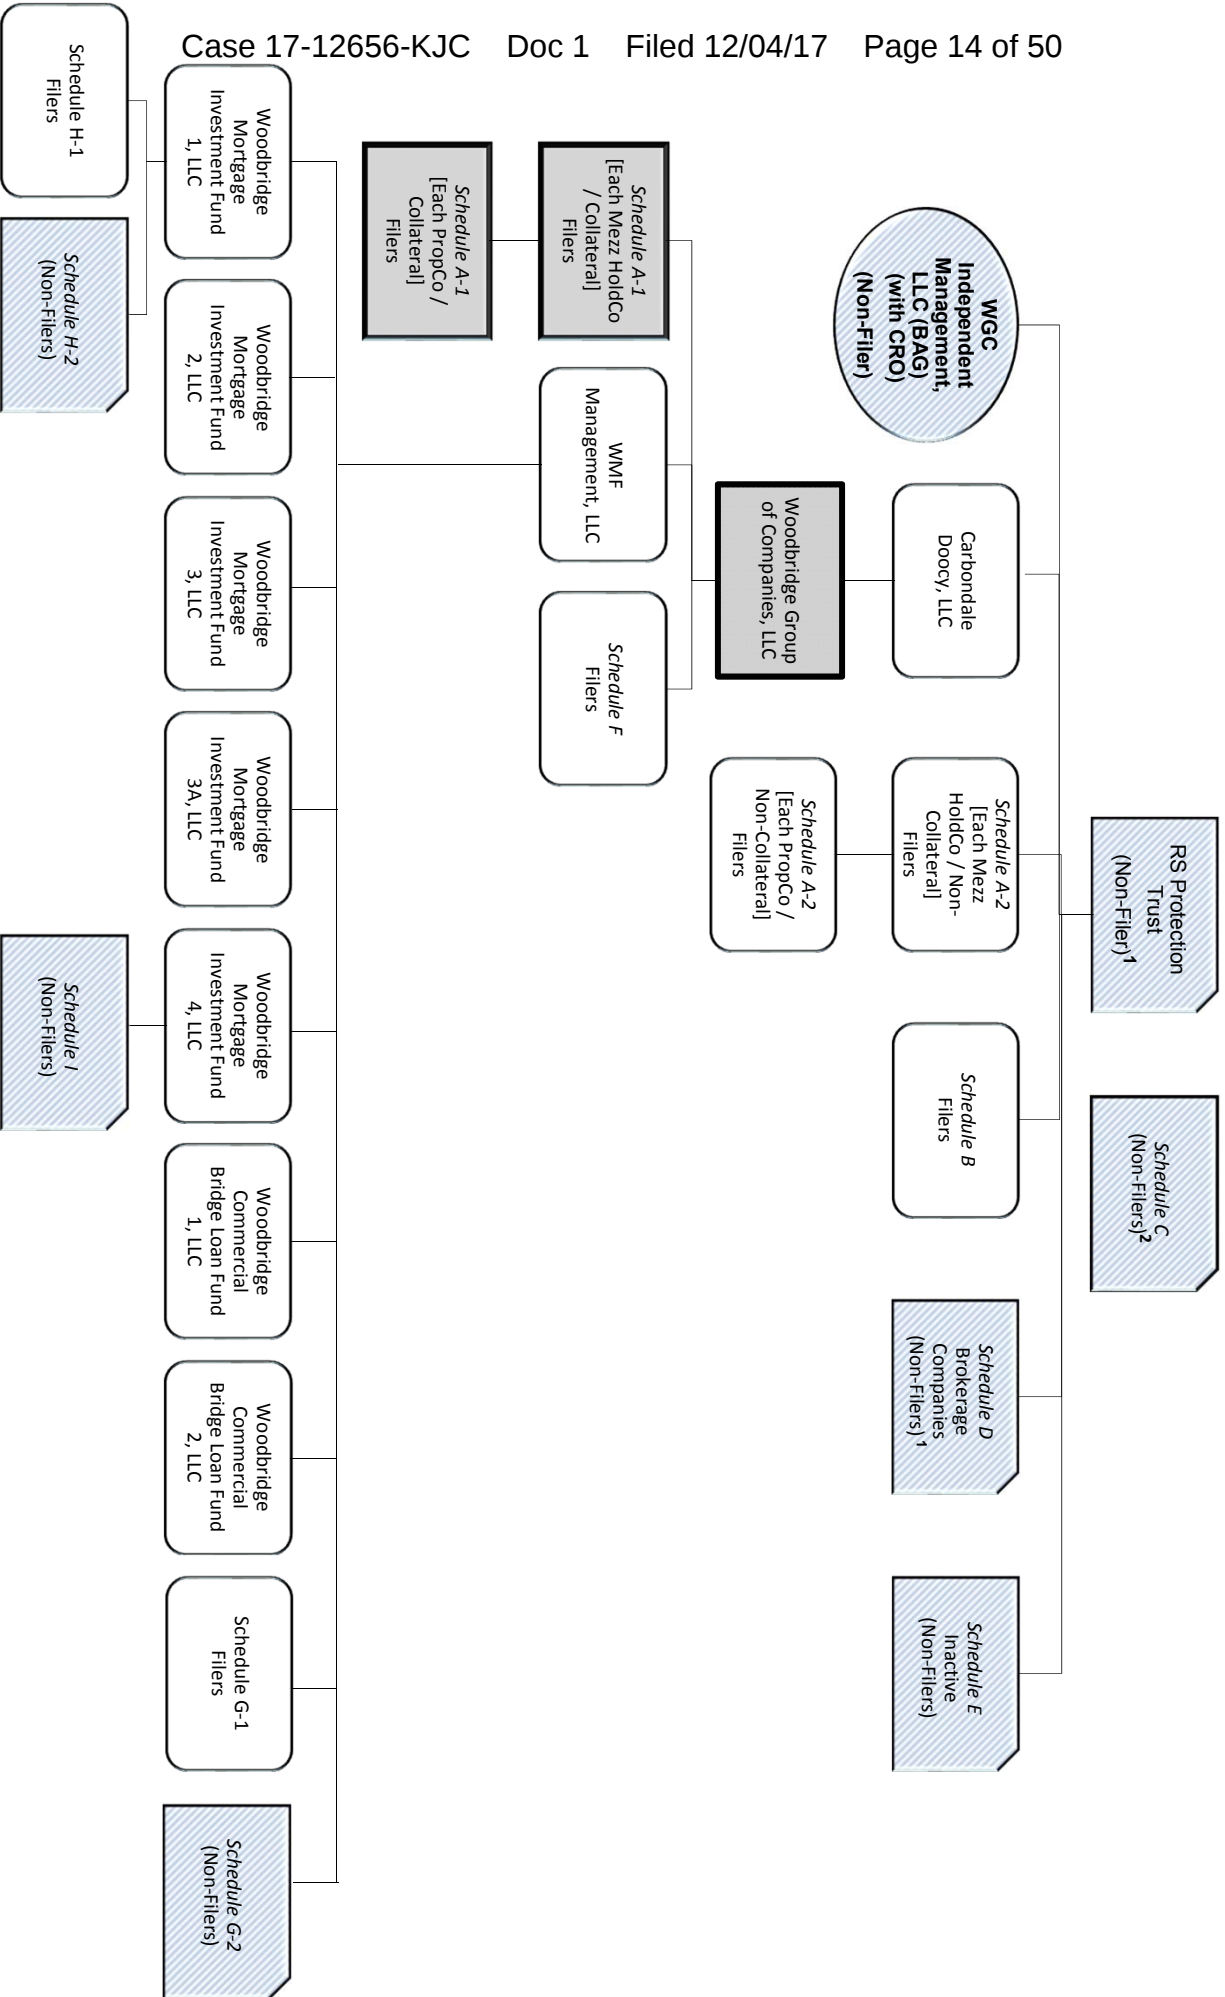 Case 17-12656-KJC Doc 1 Filed 12/04/17 Page 14 of 50
RS Protection
Trust
(Non-Filer)1
Schedule C
(Non-Filers)2
WGC
Independent
Management,
LLC (BAG)
(with CRO)
(Non-Filer)
Carbondale
Doocy, LLC
Schedule A-2
[Each Mezz
HoldCo / Non-
Collateral]
Filers
Schedule B
Filers
Schedule D
Brokerage
Companies
(Non-Filers) 1
Schedule E
Inactive
(Non-Filers)
Woodbridge Group
of Companies, LLC
Schedule A-2
[Each PropCo /
Non-Collateral]
Filers
Schedule A-1
[Each Mezz HoldCo
/ Collateral]
Filers
WMF
Management, LLC
Schedule F
Filers
Schedule A-1
[Each PropCo /
Collateral]
Filers
Woodbridge
Mortgage
Investment Fund
1, LLC
Woodbridge
Mortgage
Investment Fund
2, LLC
Woodbridge
Mortgage
Investment Fund
3, LLC
Woodbridge
Mortgage
Investment Fund
3A, LLC
Woodbridge
Mortgage
Investment Fund
4, LLC
Woodbridge
Commercial
Bridge Loan Fund
1, LLC
Woodbridge
Commercial
Bridge Loan Fund
2, LLC
Schedule G-1
Filers
Schedule G-2
(Non-Filers)
Schedule H-1
Filers
Schedule H-2
(Non-Filers)
Schedule I
(Non-Filers)